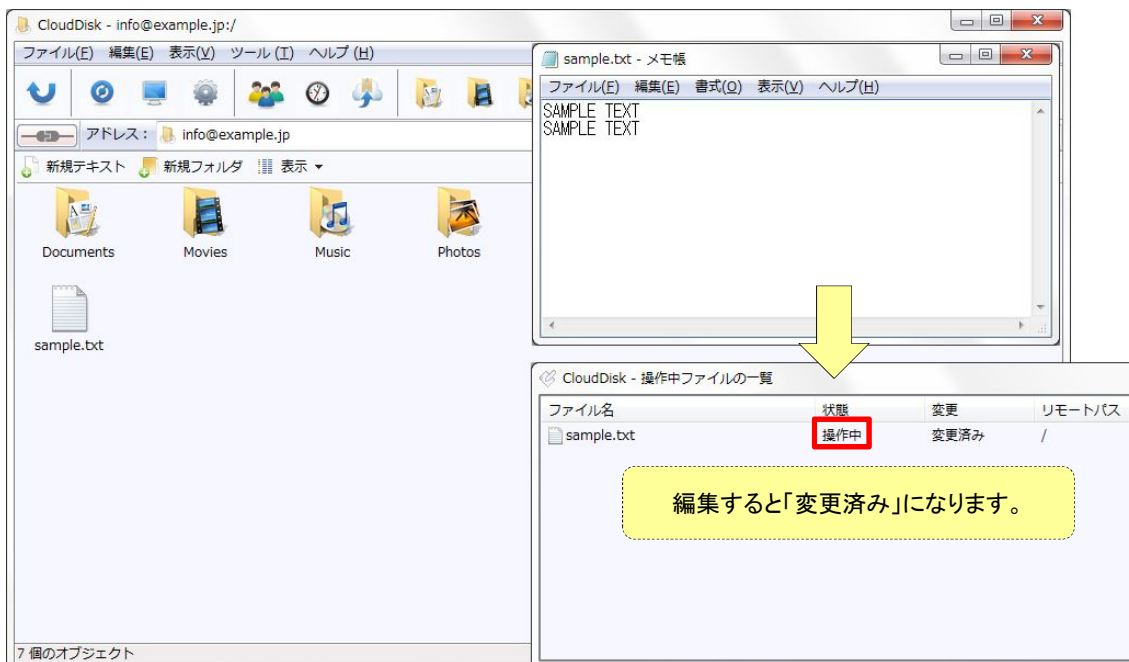 CloudDisk - info@example.jp:/
ファイル(F) 編集(E) 表示(V) ツール (T) ヘルプ (H)
アドレス： info@example.jp
新規テキスト 新規フォルダ 表示
Documents Movies Music Photos
sample.txt
7 個のオブジェクト
sample.txt - メモ帳
ファイル(F) 編集(E) 書式(O) 表示(V) ヘルプ(H)
SAMPLE TEXT
SAMPLE TEXT
CloudDisk - 操作中ファイルの一覧
ファイル名 状態 変更 リモートパス
sample.txt 操作中 変更済み /
編集すると「変更済み」になります。